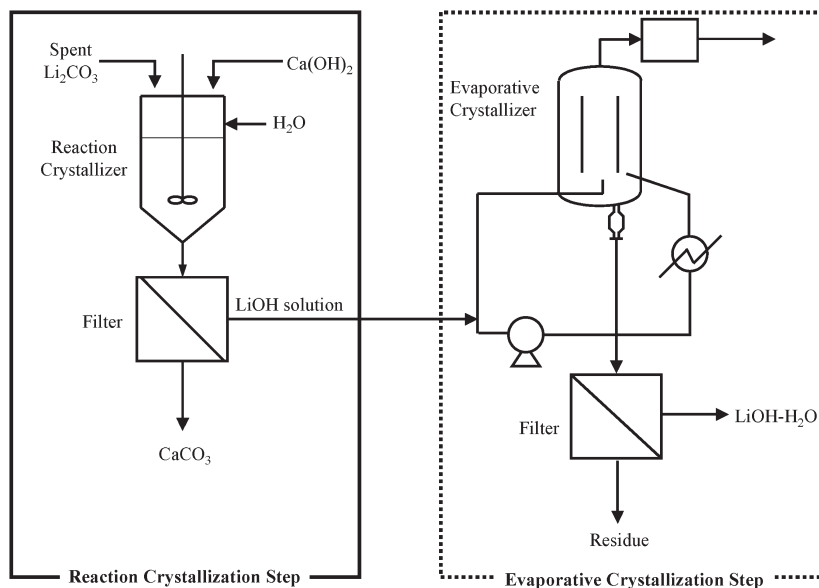 Spent
Li₂CO₃
Ca(OH)₂
H₂O
Reaction
Crystallizer
Filter
LiOH solution
CaCO₃
Reaction Crystallization Step
Evaporative
Crystallizer
Filter
LiOH-H₂O
Residue
Evaporative Crystallization Step